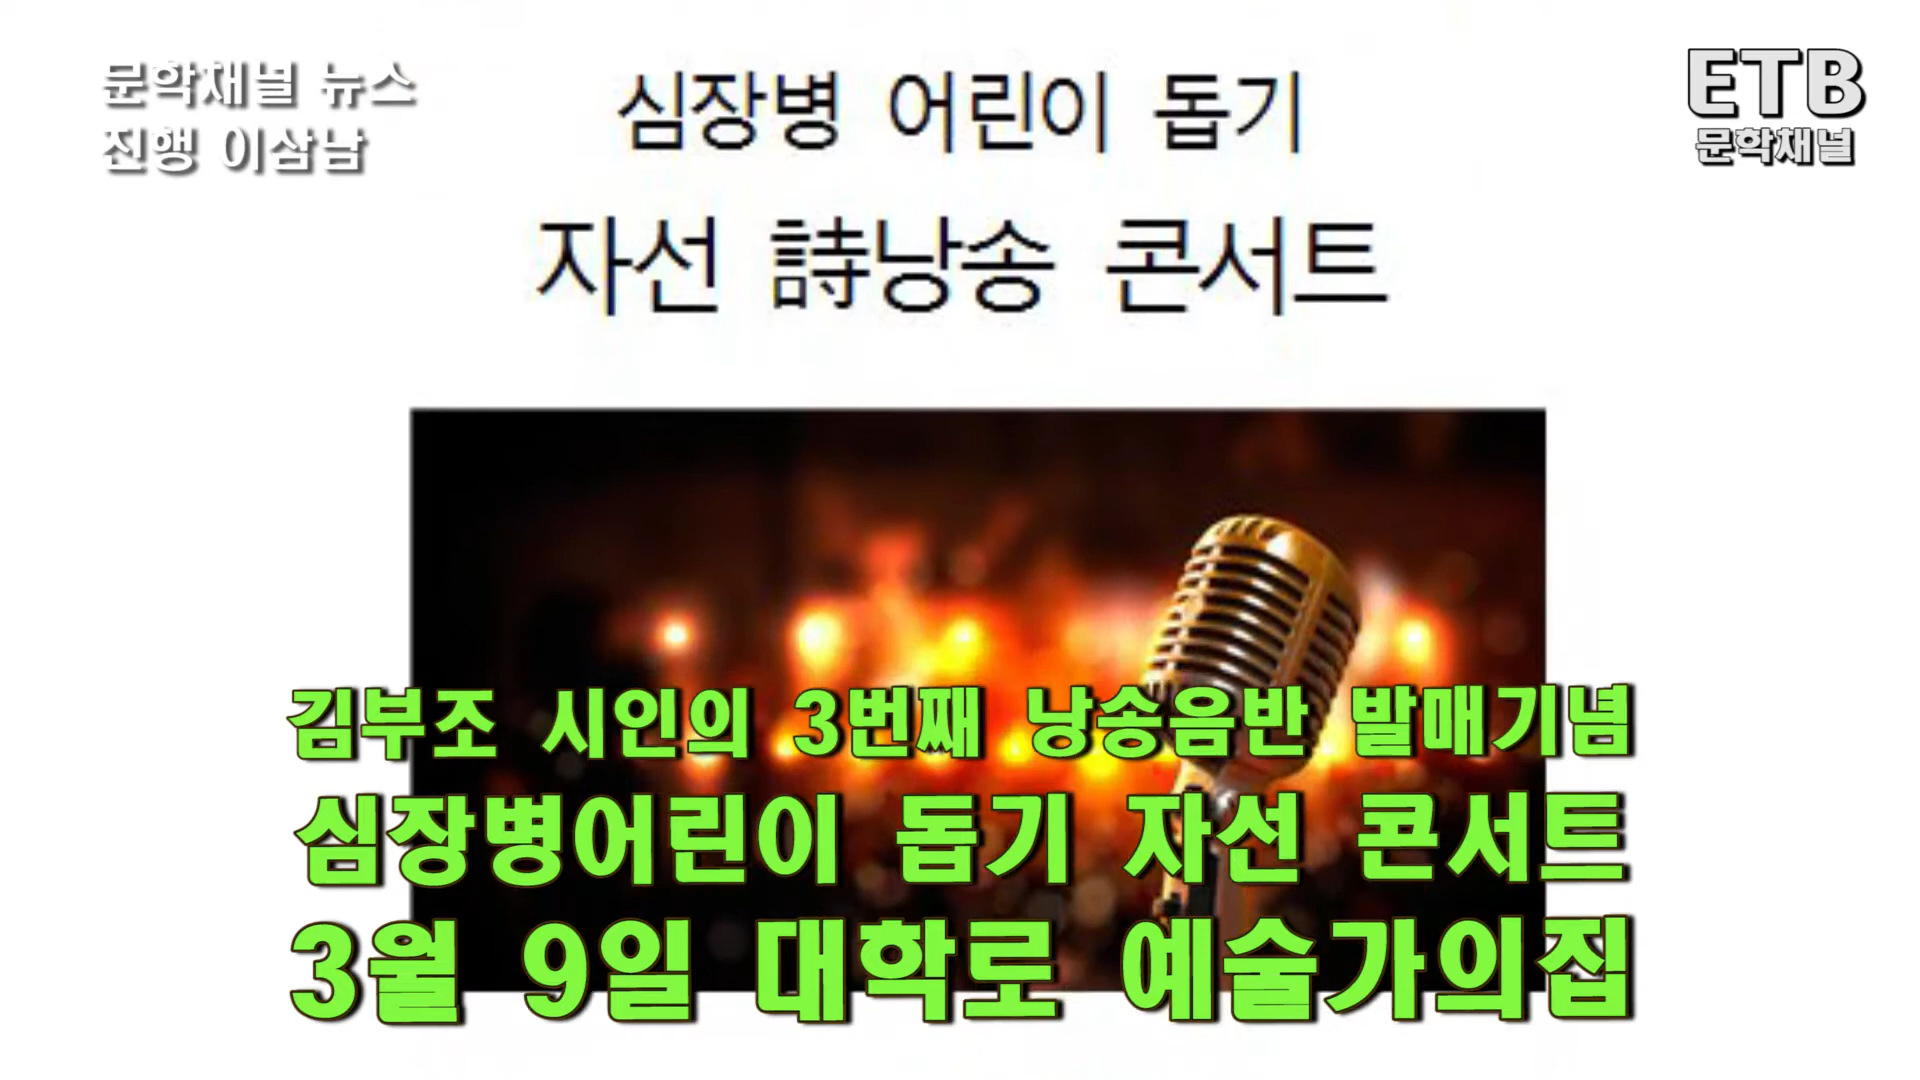 문학채널 뉴스
진행 이삼남
ETB
문학채널
심장병 어린이 돕기
자선 詩낭송 콘서트
김부조 시인의 3번째 낭송음반 발매기념
심장병어린이 돕기 자선 콘서트
3월 9일 대학로 예술가의집